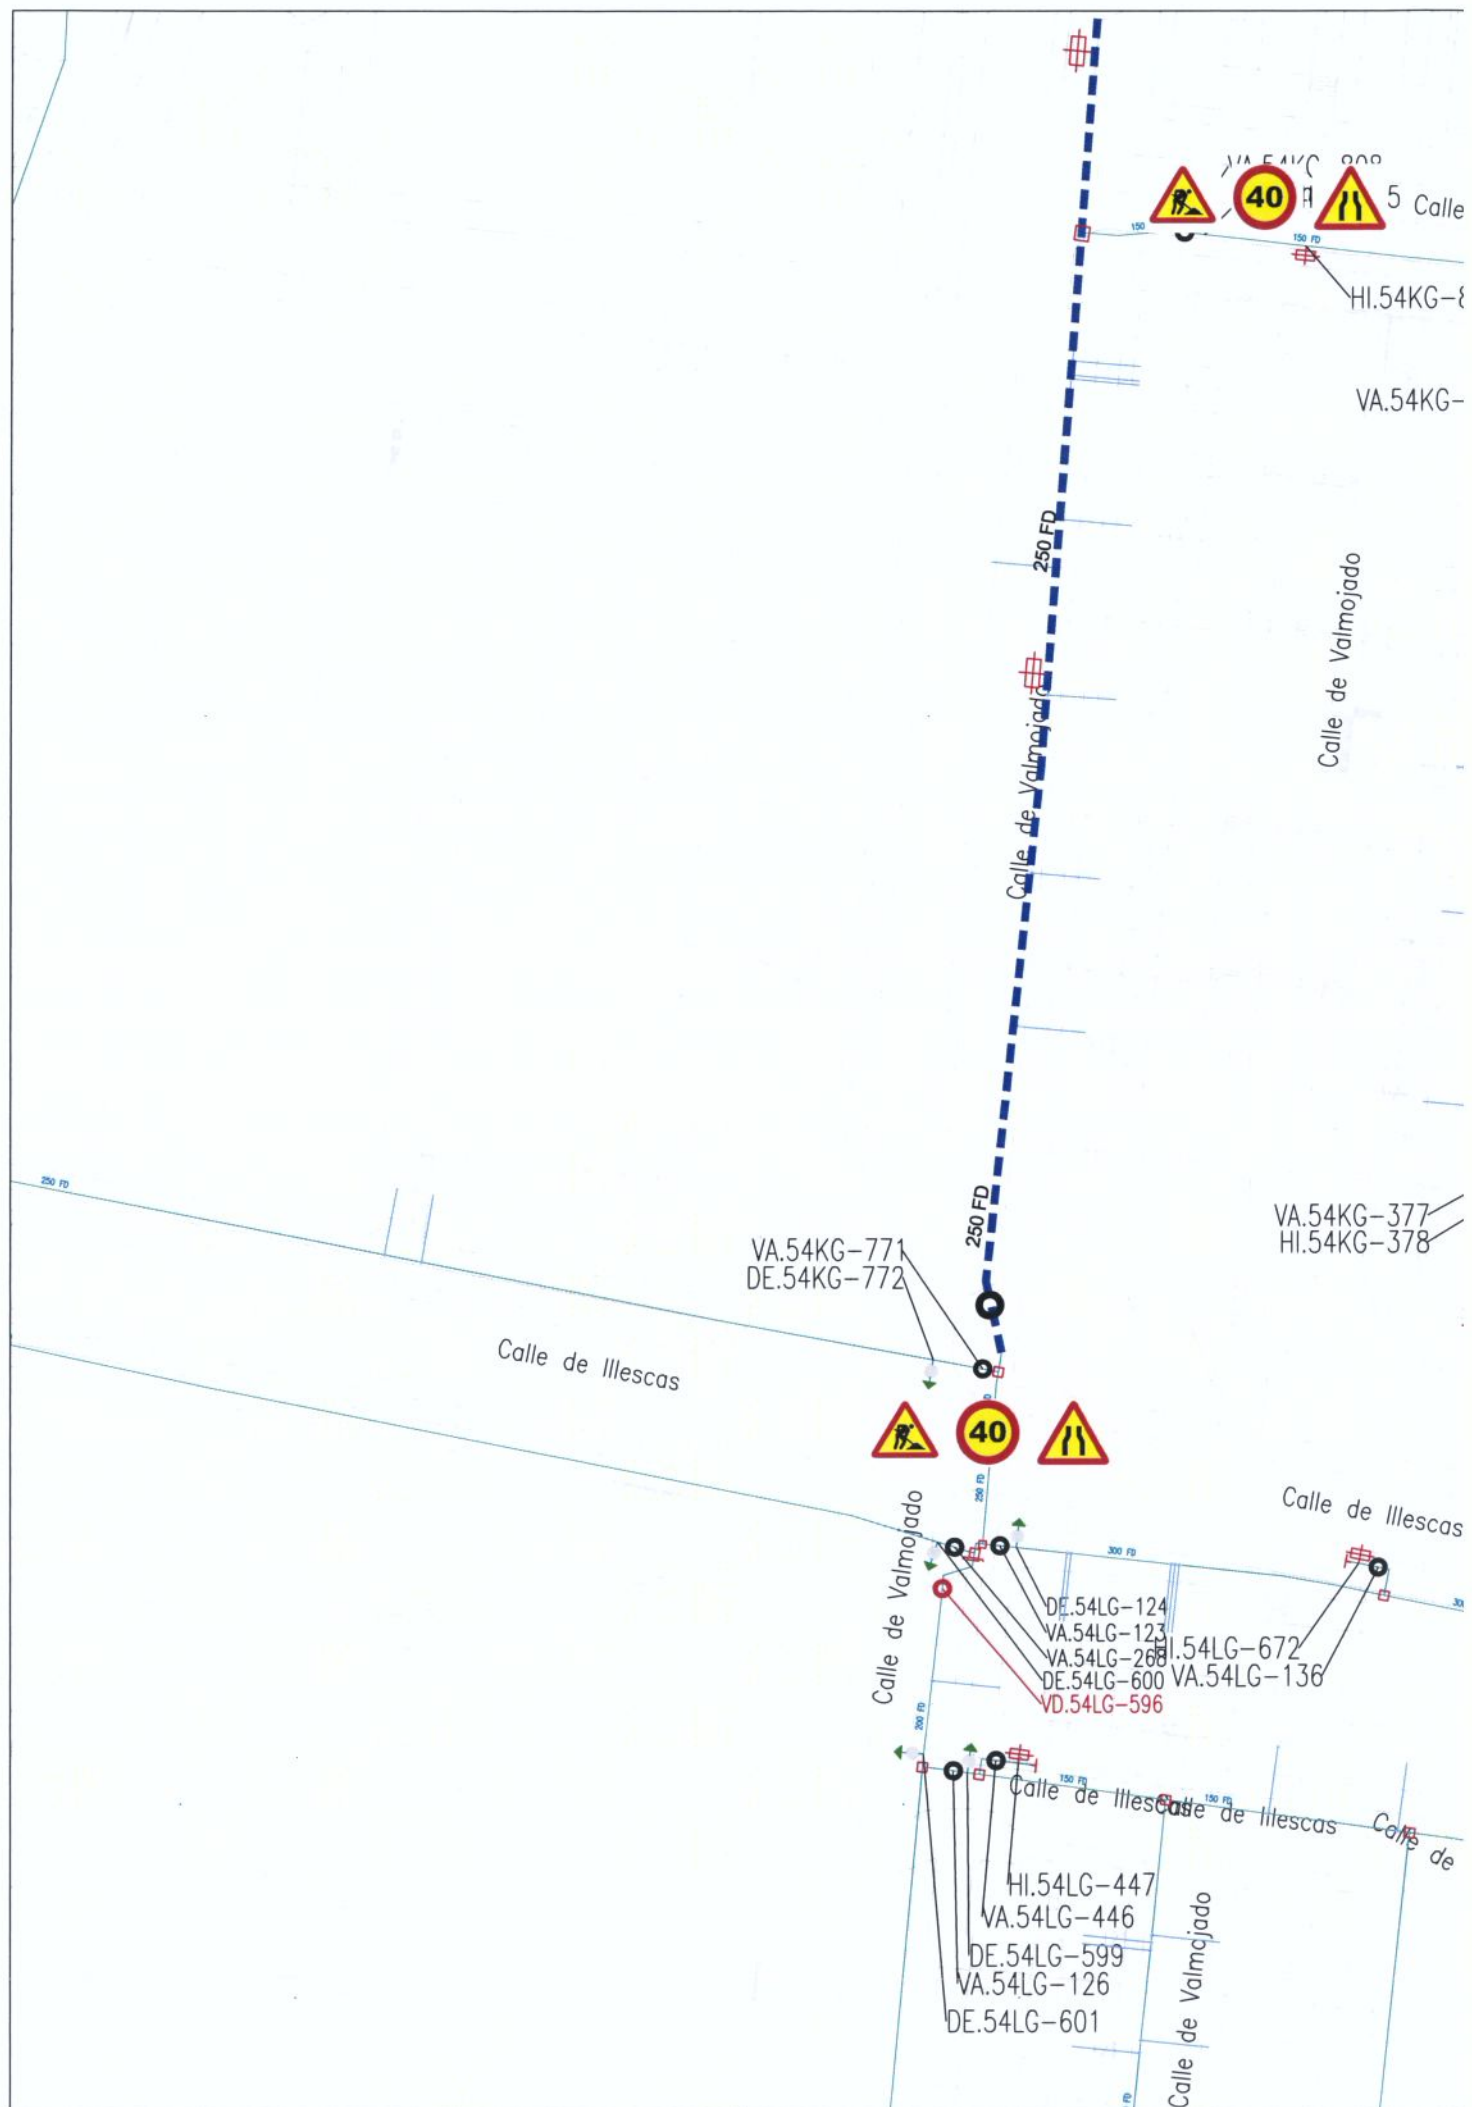 40
5 Calle
150
150 FD
HI.54KG-8
VA.54KG-
250 FD
Calle de Valmojado
Calle de Valmojado
250 FD
250 FD
VA.54KG-377
HI.54KG-378
VA.54KG-771
DE.54KG-772
Calle de Illescas
40
250 FD
Calle de Illescas
Calle de Valmojado
300 FD
300
DE.54LG-124
VA.54LG-123
VA.54LG-268
HI.54LG-672
DE.54LG-600
VA.54LG-136
VD.54LG-596
200 FD
150 FD
Calle de Illescas
150 FD
Calle de Illescas
Calle de
HI.54LG-447
VA.54LG-446
DE.54LG-599
VA.54LG-126
DE.54LG-601
Calle de Valmojado
FD